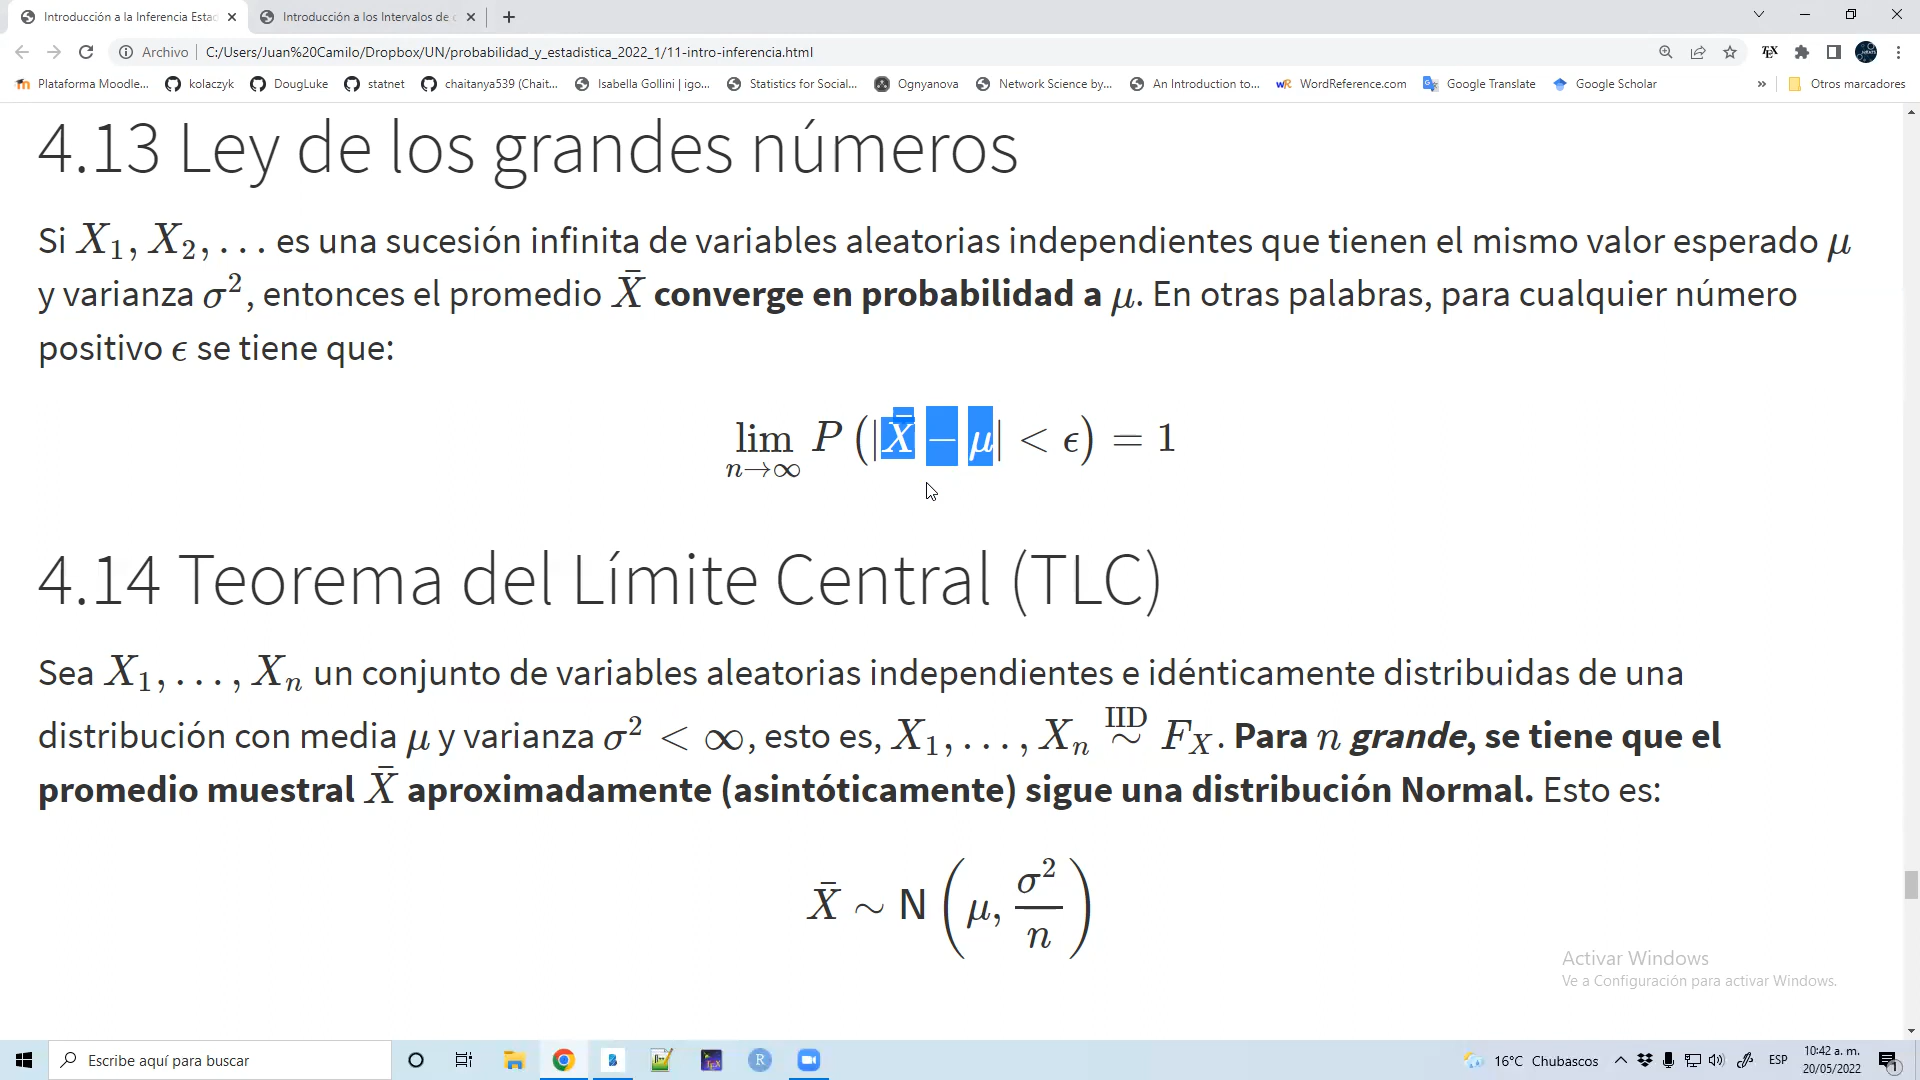 Introducción a la Inferencia Estad
Introducción a los Intervalos de c
Archivo | C:/Users/Juan%20Camilo/Dropbox/UN/probabilidad_y_estadistica_2022_1/11-intro-inferencia.html
Plataforma Moodle... kolaczyk DougLuke statnet chaitanya539 (Chait... Isabella Gollini | igo... Statistics for Social... Ognyanova Network Science by... An Introduction to... WordReference.com Google Translate Google Scholar » Otros marcadores
4.13 Ley de los grandes números
Si X₁, X₂, … es una sucesión infinita de variables aleatorias independientes que tienen el mismo valor esperado μ
y varianza σ², entonces el promedio X̄ converge en probabilidad a μ. En otras palabras, para cualquier número
positivo ϵ se tiene que:
lim n→∞ P (|X̄ − μ| < ϵ) = 1
4.14 Teorema del Límite Central (TLC)
Sea X₁, …, Xₙ un conjunto de variables aleatorias independientes e idénticamente distribuidas de una
distribución con media μ y varianza σ² < ∞, esto es, X₁, …, Xₙ IID ∼ F_X. Para n grande, se tiene que el
promedio muestral X̄ aproximadamente (asintóticamente) sigue una distribución Normal. Esto es:
X̄ ∼ N (μ, σ²/n)
Activar Windows
Ve a Configuración para activar Windows.
Escribe aquí para buscar
16°C Chubascos
ESP
10:42 a. m.
20/05/2022
1